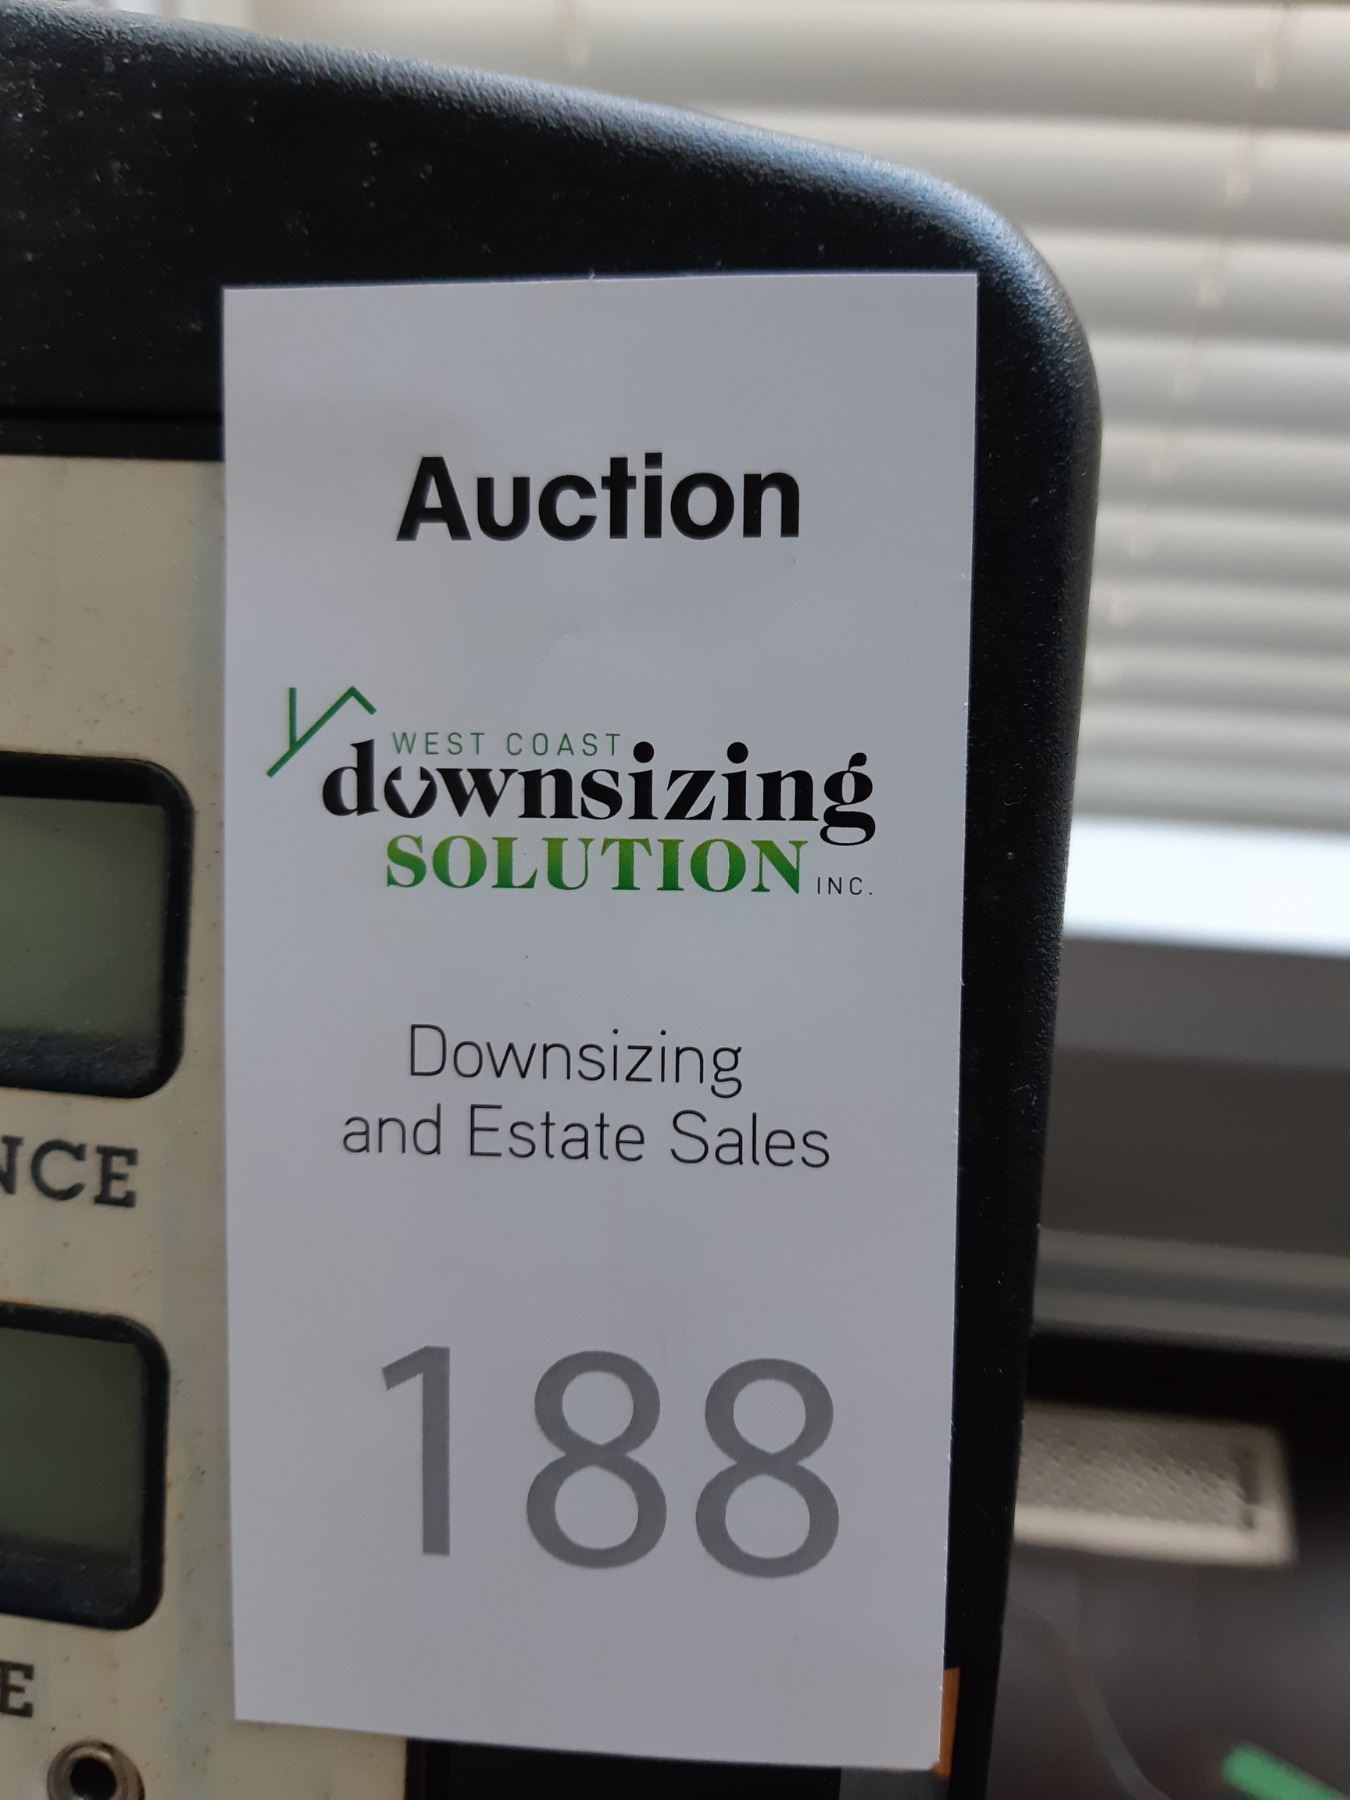 Auction
WEST COAST
downsizing
SOLUTION INC.
Downsizing
and Estate Sales
188
NCE
E